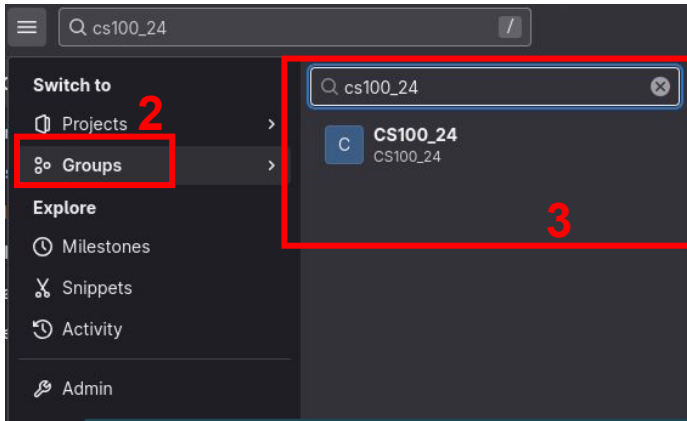 cs100_24 /
Switch to
Projects
2
Groups
Explore
Milestones
Snippets
Activity
Admin
cs100_24
C
CS100_24
CS100_24
3